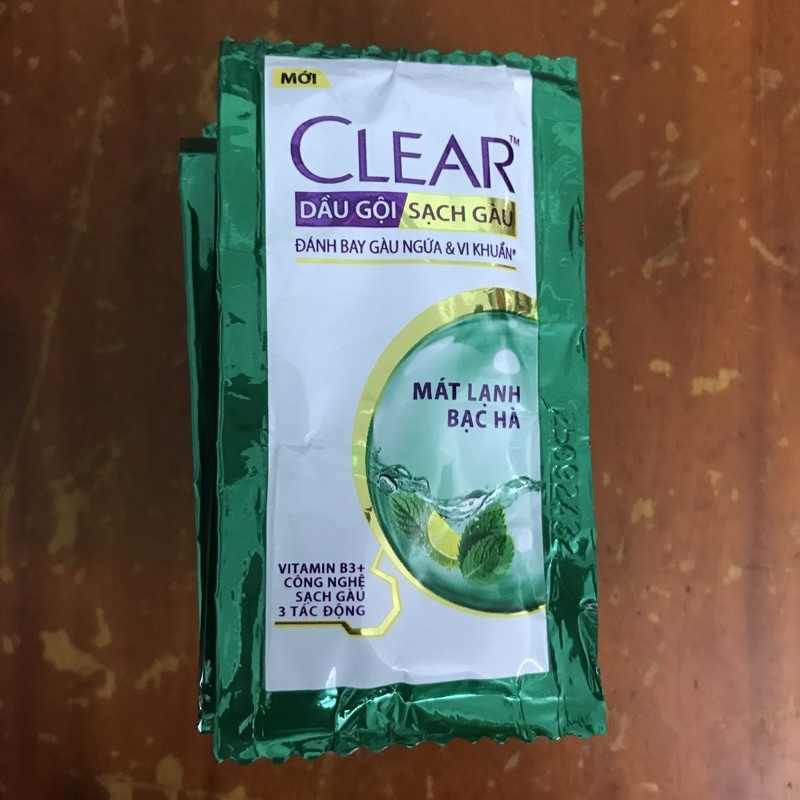 MỚI
CLEAR™
DẦU GỘI SẠCH GÀU
ĐÁNH BAY GÀU NGỨA & VI KHUẨN*
MÁT LẠNH
BẠC HÀ
VITAMIN B3+
CÔNG NGHỆ
SẠCH GÀU
3 TÁC ĐỘNG